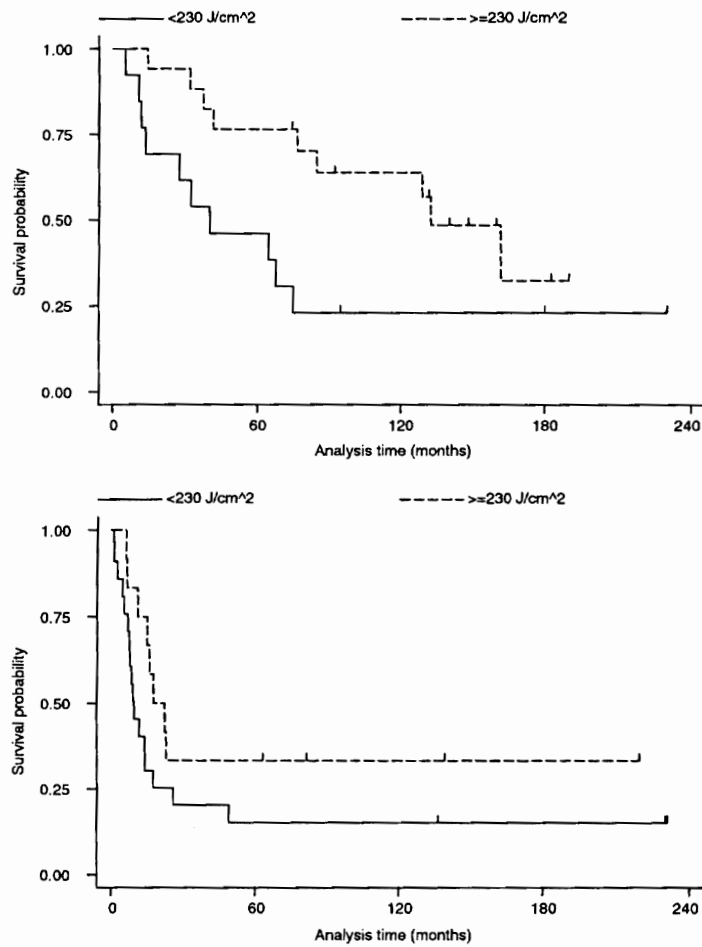 <230 J/cm^2 >=230 J/cm^2
1.00
0.75
0.50
0.25
0.00
Survival probability
0 60 120 180 240
Analysis time (months)
<230 J/cm^2 >=230 J/cm^2
1.00
0.75
0.50
0.25
0.00
Survival probability
0 60 120 180 240
Analysis time (months)